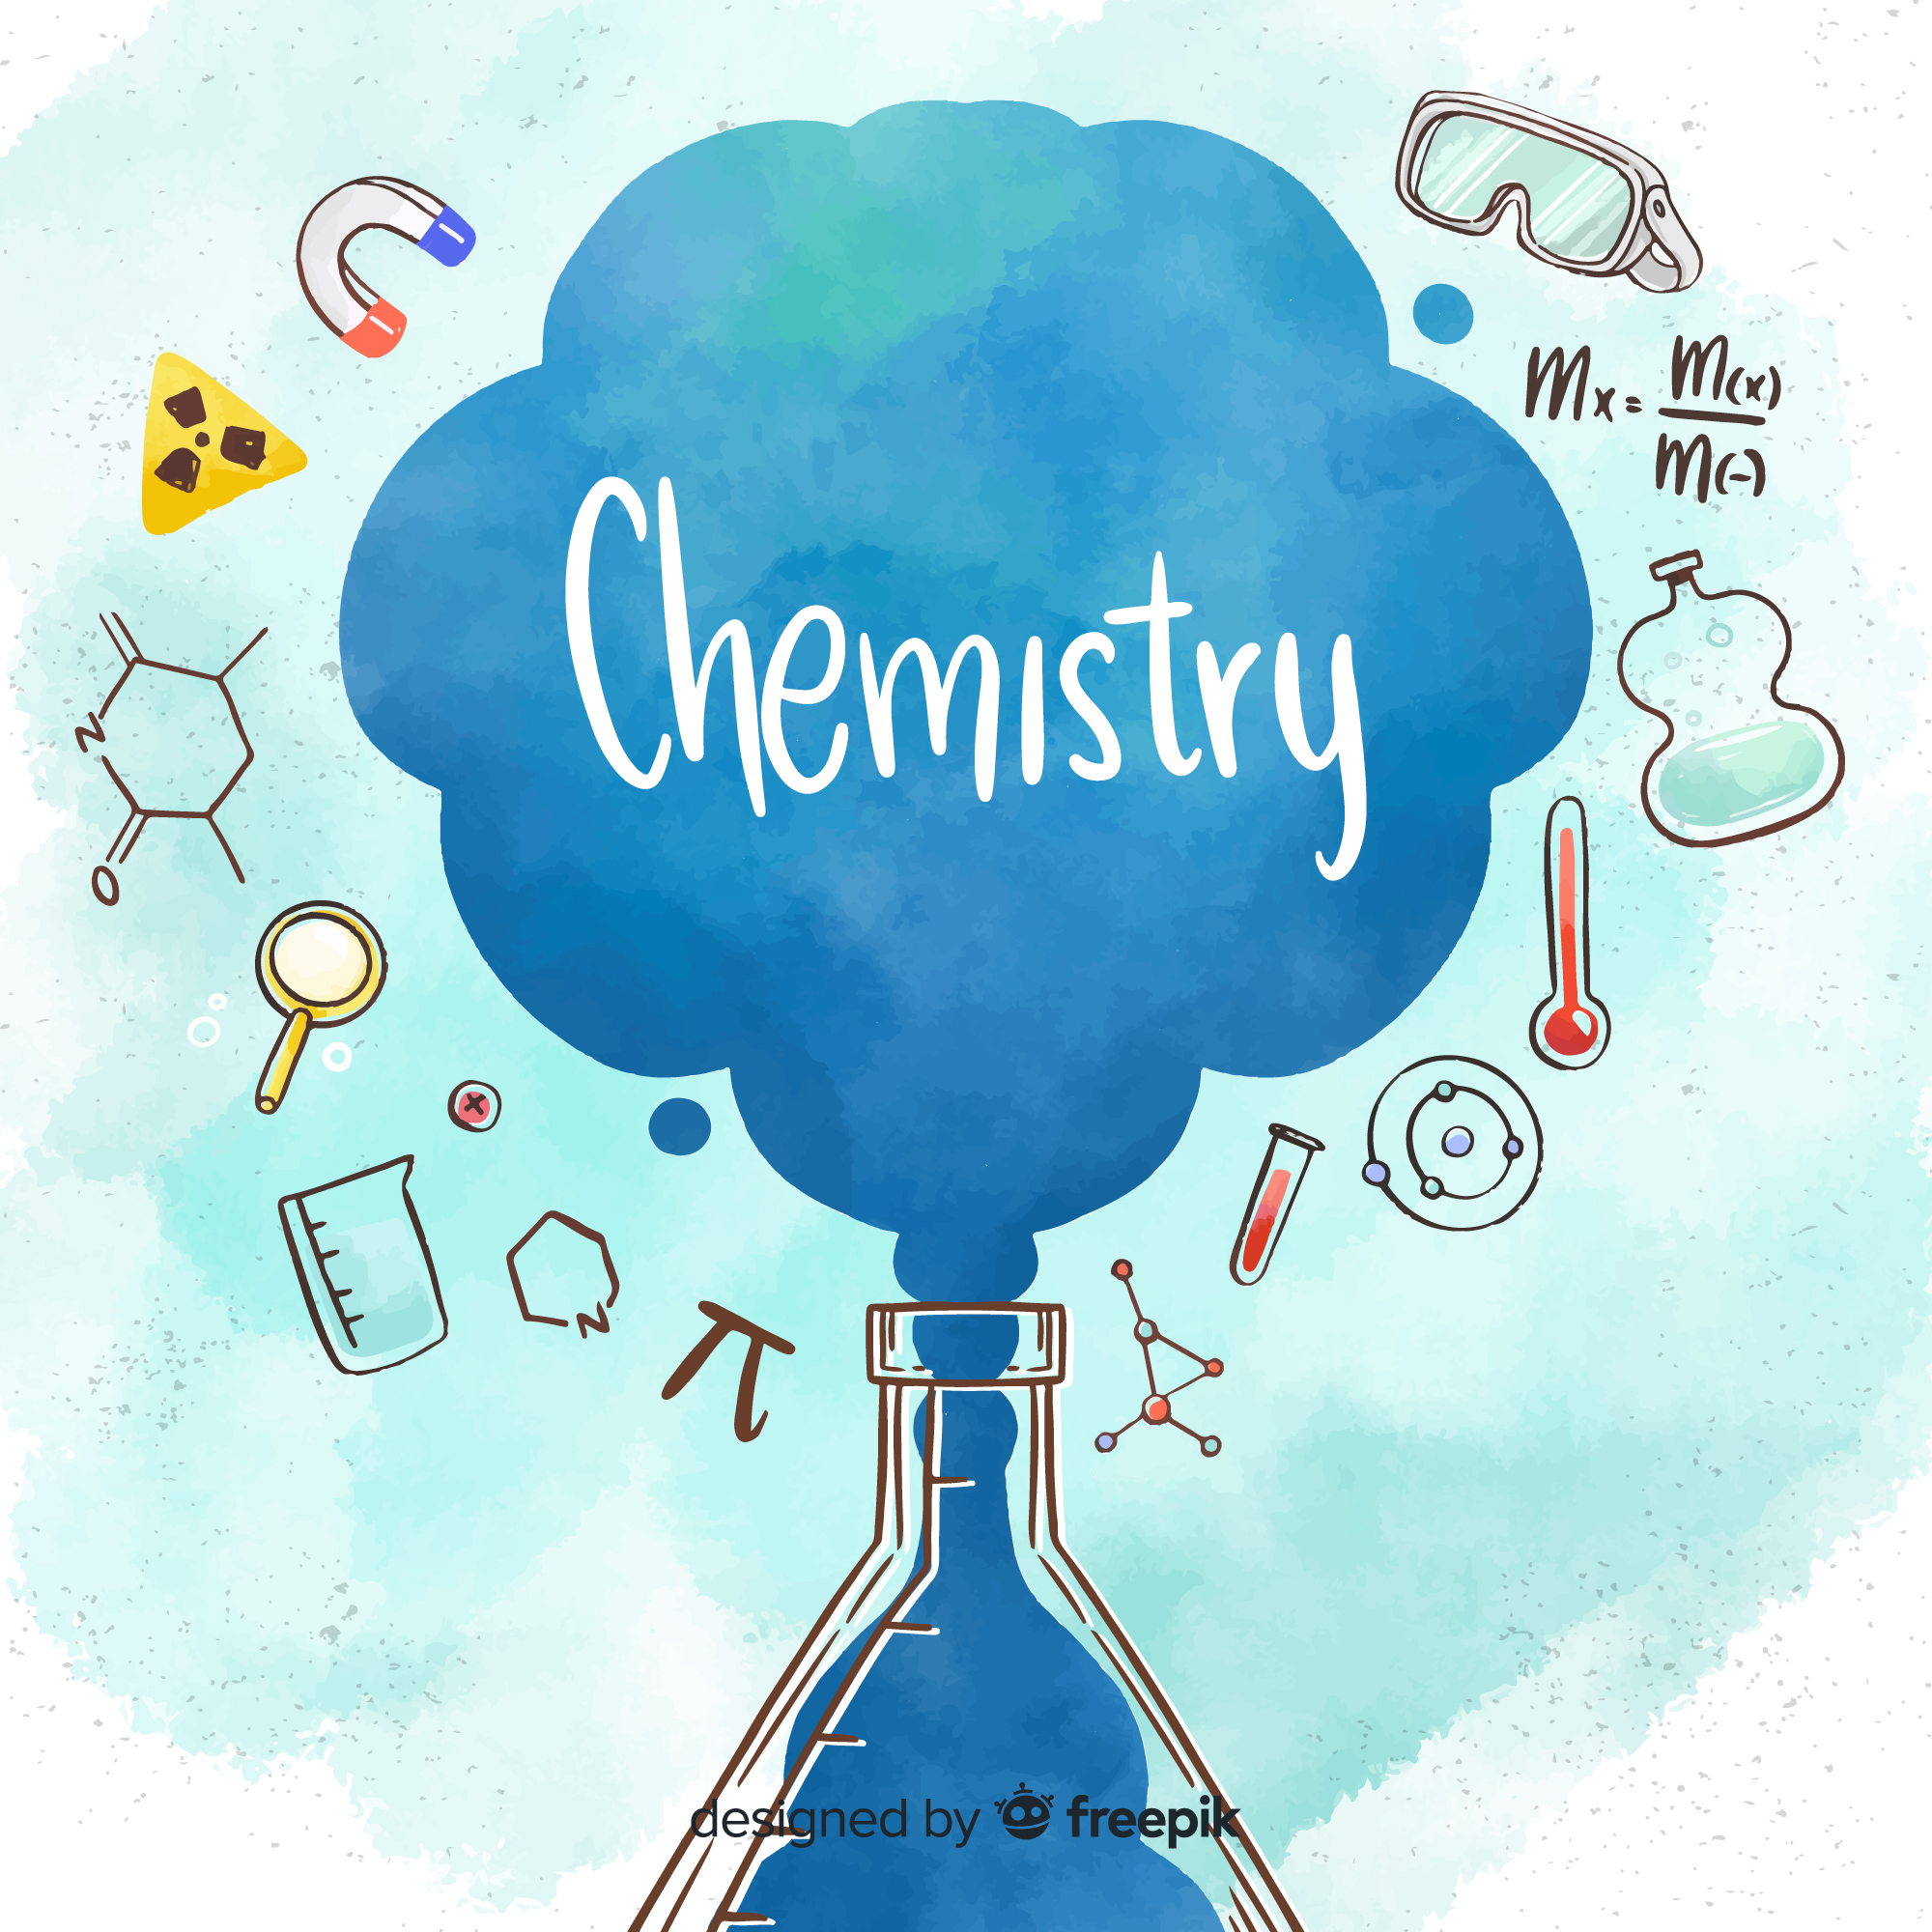 Chemistry
Mx = M(x)
M(-)
N
O
N
π
designed by freepik